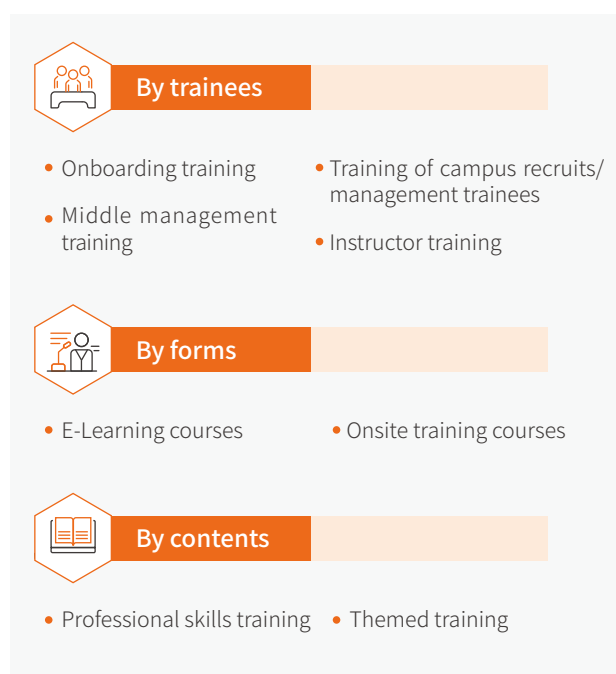 By trainees
Onboarding training
Middle management
training
Training of campus recruits/
management trainees
Instructor training
By forms
E-Learning courses
Onsite training courses
By contents
Professional skills training
Themed training